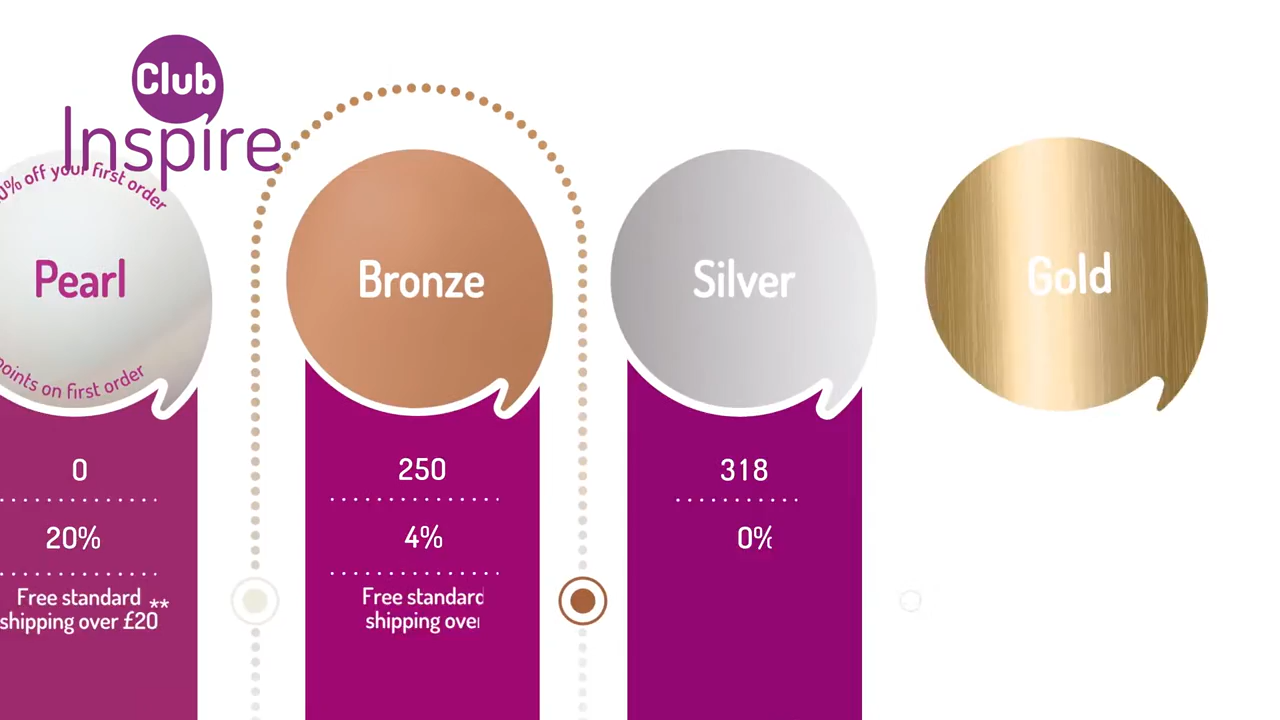 Club
Inspire
0% off your first order
Pearl
points on first order
0
20%
Free standard **
shipping over £20
Bronze
250
4%
Free standard
shipping over
Silver
318
0%
Gold